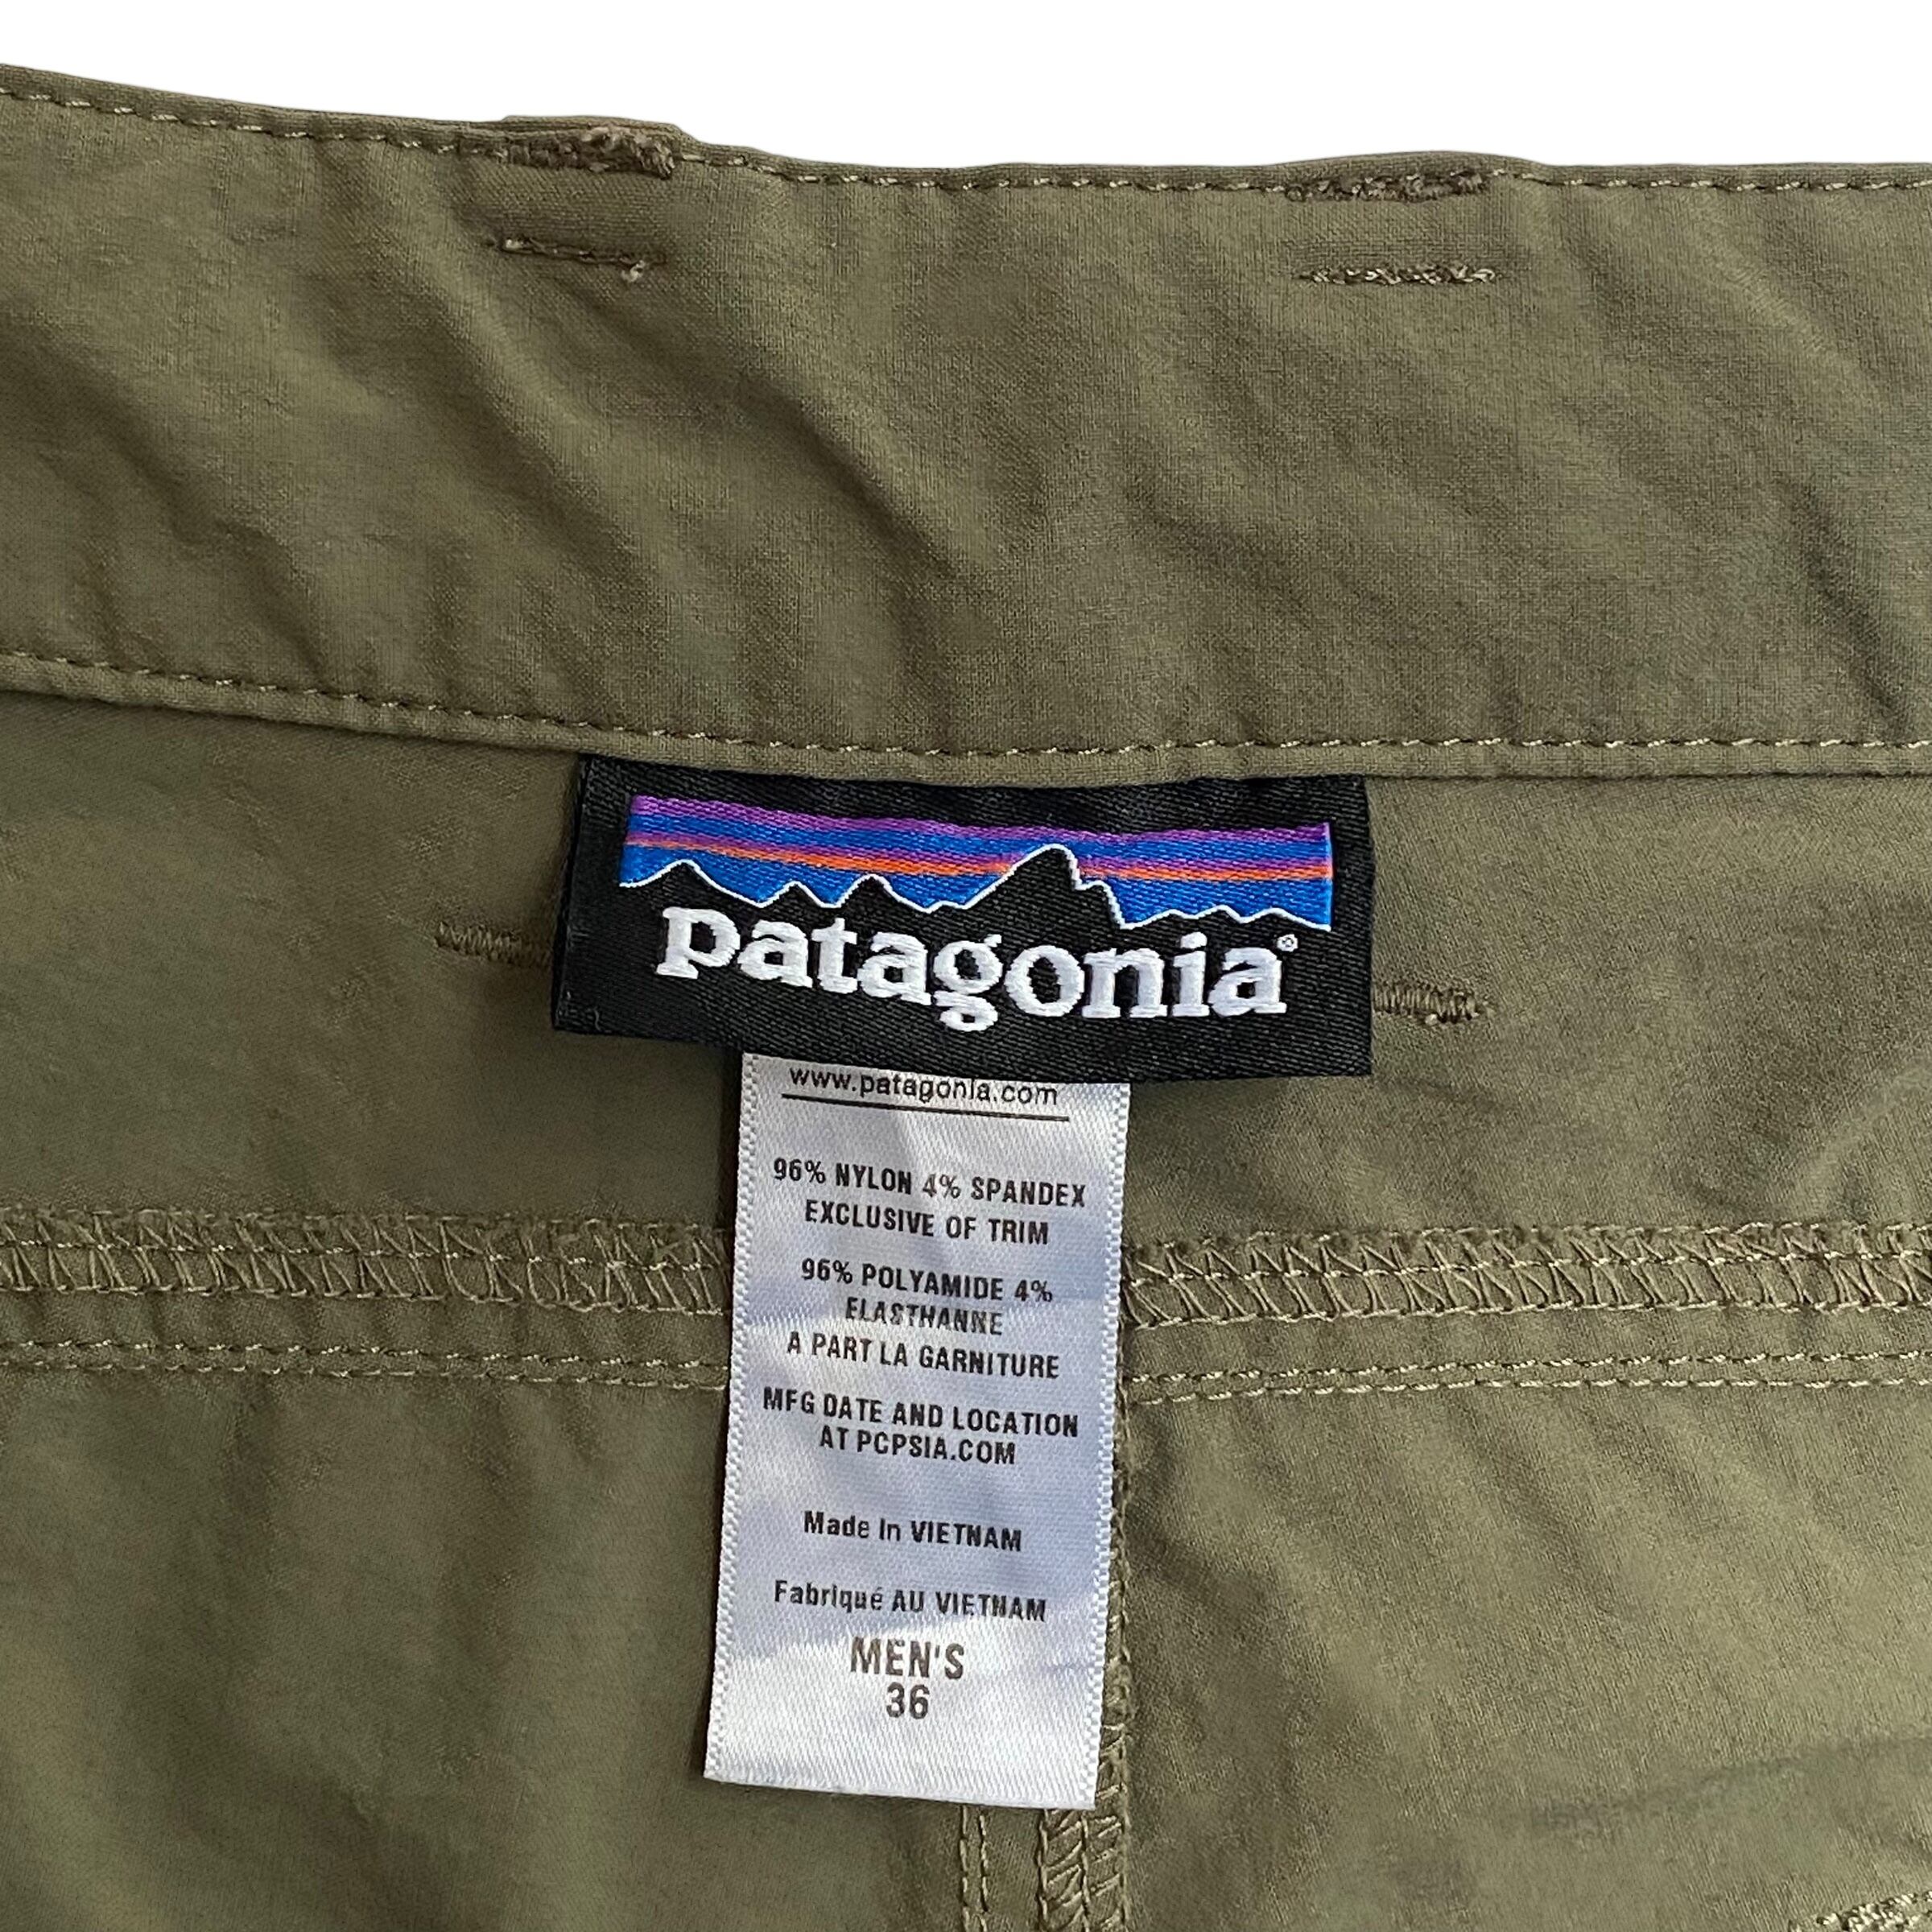 patagonia®
www.patagonia.com
96% NYLON 4% SPANDEX
EXCLUSIVE OF TRIM
96% POLYAMIDE 4%
ELASTHANNE
A PART LA GARNITURE
MFG DATE AND LOCATION
AT PCPSIA.COM
Made In VIETNAM
Fabriqué AU VIETNAM
MEN'S
36